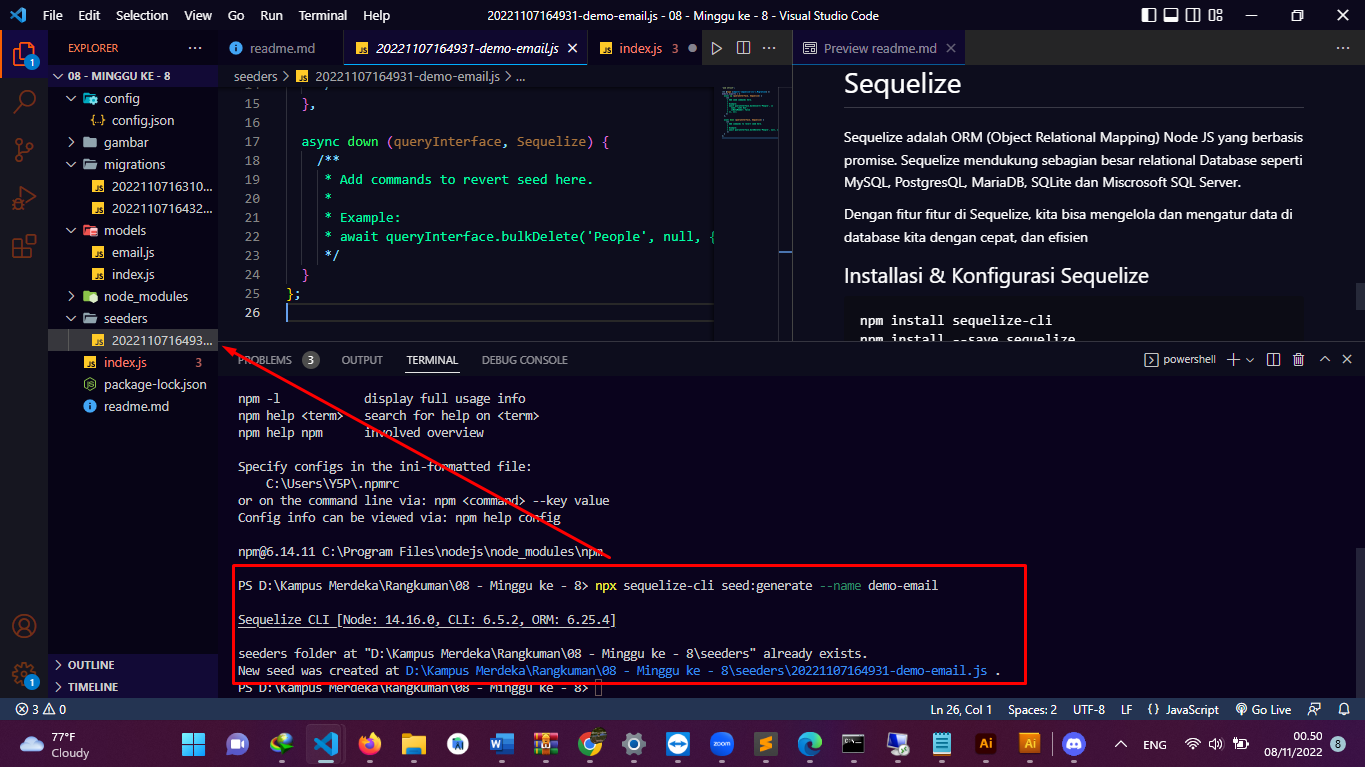 File Edit Selection View Go Run Terminal Help
20221107164931-demo-email.js - 08 - Minggu ke - 8 - Visual Studio Code
EXPLORER
readme.md
20221107164931-demo-email.js
index.js 3
Preview readme.md
08 - MINGGU KE - 8
config
config.json
gambar
migrations
2022110716310...
2022110716432...
models
email.js
index.js
node_modules
seeders
2022110716493...
index.js 3
package-lock.json
readme.md
OUTLINE
TIMELINE
seeders > 20221107164931-demo-email.js > ...
15 },
16
17 async down (queryInterface, Sequelize) {
18 /**
19 * Add commands to revert seed here.
20 *
21 * Example:
22 * await queryInterface.bulkDelete('People', null, {
23 */
24 }
25 };
26
Sequelize
Sequelize adalah ORM (Object Relational Mapping) Node JS yang berbasis
promise. Sequelize mendukung sebagian besar relational Database seperti
MySQL, PostgresQL, MariaDB, SQLite dan Miscrosoft SQL Server.
Dengan fitur fitur di Sequelize, kita bisa mengelola dan mengatur data di
database kita dengan cepat, dan efisien
Installasi & Konfigurasi Sequelize
npm install sequelize-cli
npm install --save sequelize
PROBLEMS 3 OUTPUT TERMINAL DEBUG CONSOLE
powershell
npm -l display full usage info
npm help <term> search for help on <term>
npm help npm involved overview
Specify configs in the ini-formatted file:
C:\Users\Y5P\.npmrc
or on the command line via: npm <command> --key value
Config info can be viewed via: npm help config
npm@6.14.11 C:\Program Files\nodejs\node_modules\npm
PS D:\Kampus Merdeka\Rangkuman\08 - Minggu ke - 8> npx sequelize-cli seed:generate --name demo-email
Sequelize CLI [Node: 14.16.0, CLI: 6.5.2, ORM: 6.25.4]
seeders folder at "D:\Kampus Merdeka\Rangkuman\08 - Minggu ke - 8\seeders" already exists.
New seed was created at D:\Kampus Merdeka\Rangkuman\08 - Minggu ke - 8\seeders\20221107164931-demo-email.js .
PS D:\Kampus Merdeka\Rangkuman\08 - Minggu ke - 8>
3 0
Ln 26, Col 1 Spaces: 2 UTF-8 LF {} JavaScript Go Live
77°F
Cloudy
zoom
Ai
Ai
ENG
00.50
08/11/2022
8